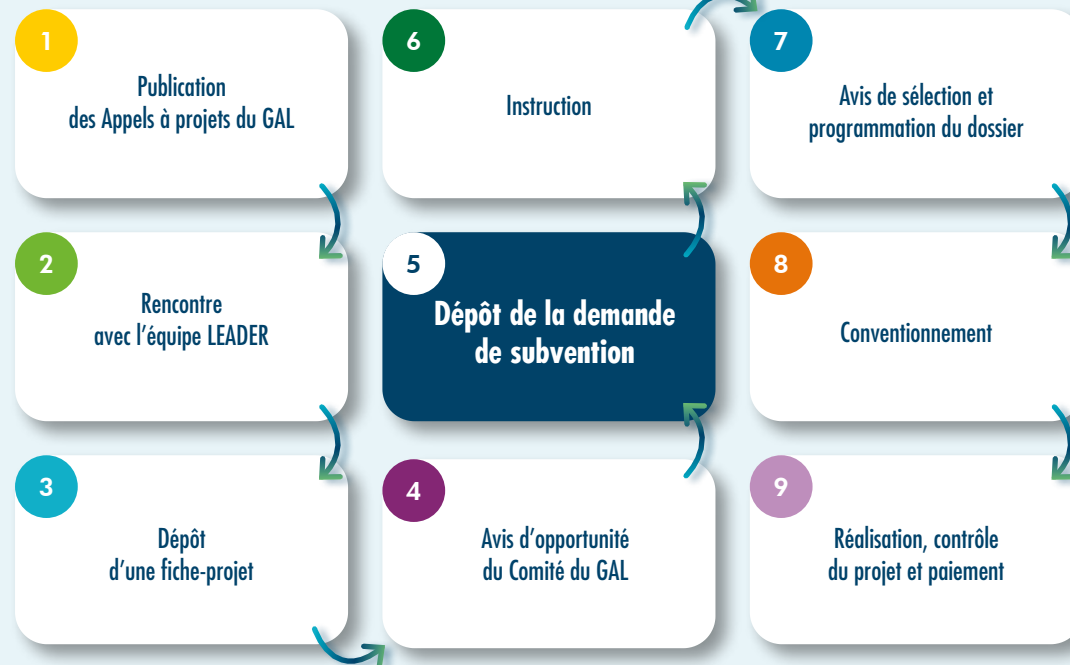 1
Publication
des Appels à projets du GAL
2
Rencontre
avec l'équipe LEADER
3
Dépôt
d'une fiche-projet
4
Avis d'opportunité
du Comité du GAL
5
Dépôt de la demande
de subvention
6
Instruction
7
Avis de sélection et
programmation du dossier
8
Conventionnement
9
Réalisation, contrôle
du projet et paiement